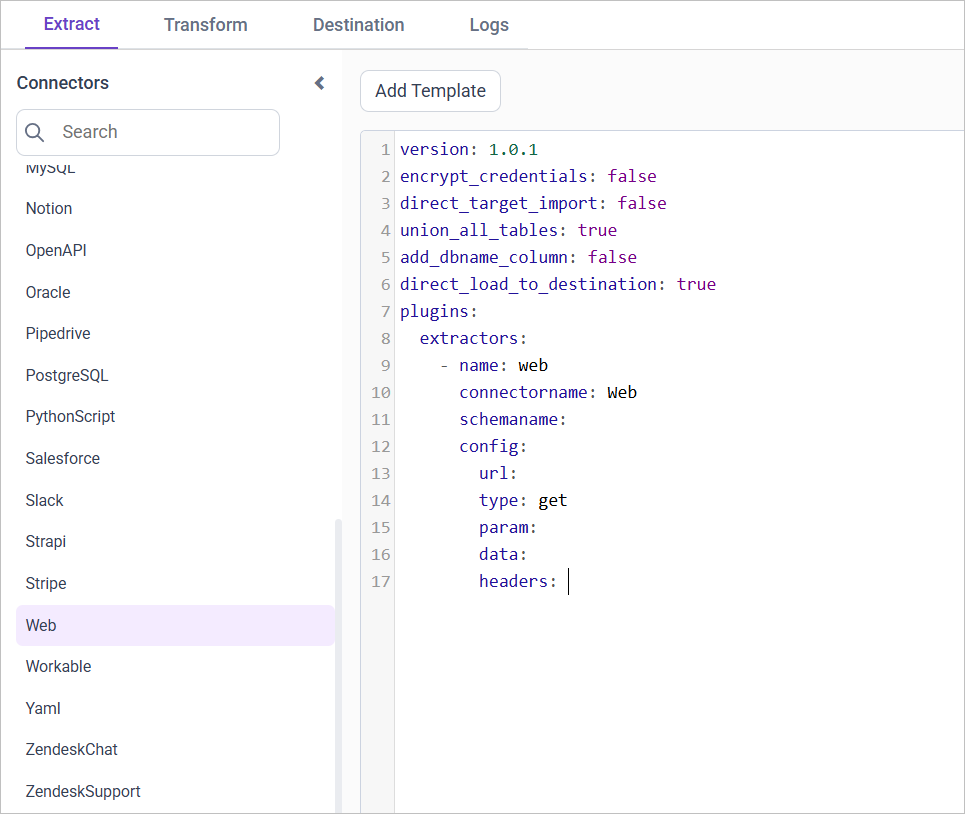 Extract
Transform
Destination
Logs
Connectors
Search
MySQL
Notion
OpenAPI
Oracle
Pipedrive
PostgreSQL
PythonScript
Salesforce
Slack
Strapi
Stripe
Web
Workable
Yaml
ZendeskChat
ZendeskSupport
Add Template
1 version: 1.0.1
2 encrypt_credentials: false
3 direct_target_import: false
4 union_all_tables: true
5 add_dbname_column: false
6 direct_load_to_destination: true
7 plugins:
8   extractors:
9     - name: web
10       connectorname: Web
11       schemaname:
12       config:
13         url:
14         type: get
15         param:
16         data:
17         headers: